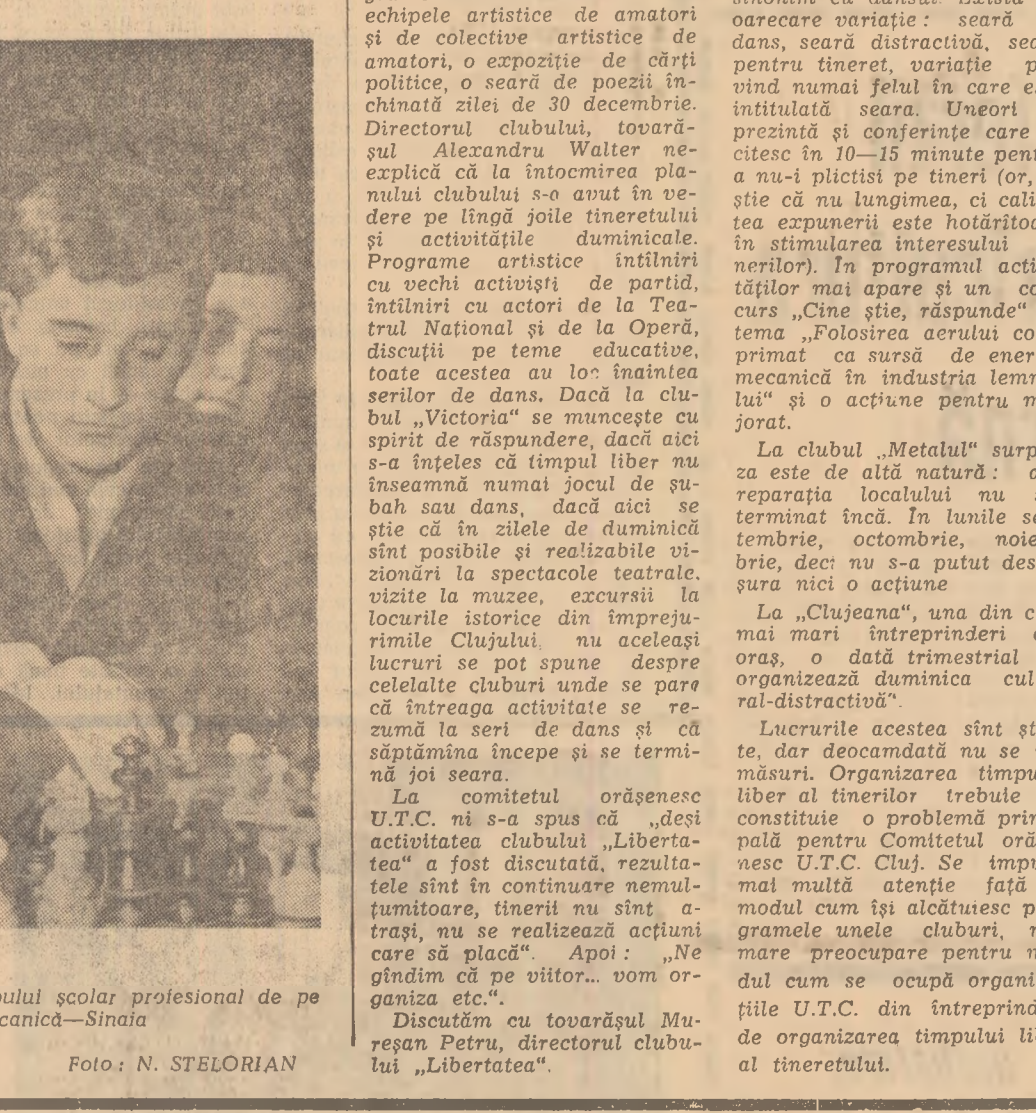 echipele artistice de amatori
și de colective artistice de
amatori, o expoziție de cărți
politice, o seară de poezii în-
chinată zilei de 30 decembrie.
Directorul clubului, tovară-
șul Alexandru Walter ne-
explică că la întocmirea pla-
nului clubului s-a avut în ve-
dere pe lîngă joile tineretului
și activitățile duminicale.
Programe artistice întîlniri
cu vechi activiști de partid,
întîlniri cu actori de la Tea-
trul Național și de la Operă,
discuții pe teme educative,
toate acestea au loc înaintea
serilor de dans. Dacă la clu-
bul „Victoria“ se muncește cu
spirit de răspundere, dacă aici
s-a înțeles că timpul liber nu
înseamnă numai jocul de șu-
bah sau dans, dacă aici se
știe că în zilele de duminică
sînt posibile și realizabile vi-
zionări la spectacole teatrale,
vizite la muzee, excursii la
locurile istorice din împreju-
rimile Clujului, nu aceleași
lucruri se pot spune despre
celelalte cluburi unde se pare
că întreaga activitate se re-
zumă la seri de dans și că
săptămîna începe și se termi-
nă joi seara.
La comitetul orășenesc
U.T.C. ni s-a spus că „deși
activitatea clubului „Liberta-
tea“ a fost discutată, rezulta-
tele sînt în continuare nemul-
țumitoare, tinerii nu sînt a-
trași, nu se realizează acțiuni
care să placă“. Apoi : „Ne
gîndim că pe viitor... vom or-
ganiza etc.“.
Discutăm cu tovarășul Mu-
reșan Petru, directorul clubu-
lui „Libertatea“.
oarecare variație : seară
dans, seară distractivă, sea
pentru tineret, variație p
vind numai felul în care e
intitulată seara. Uneori
prezintă și conferințe care
citesc în 10—15 minute pent
a nu-i plictisi pe tineri (or,
știe că nu lungimea, ci cali
tea expunerii este hotărîtoa
în stimularea interesului
nerilor). În programul acti
tăților mai apare și un co
curs „Cine știe, răspunde“
tema „Folosirea aerului co
primat ca sursă de ener
mecanică în industria lemn
lui“ și o acțiune pentru m
jorat.
La clubul „Metalul“ surp
za este de altă natură :
reparația localului nu
terminat încă. În lunile se
tembrie, octombrie, noie
brie, deci nu s-a putut des
șura nici o acțiune
La „Clujeana“, una din c
mai mari întreprinderi
oraș, o dată trimestrial
organizează duminica cul
ral-distractivă“.
Lucrurile acestea sînt ști
te, dar deocamdată nu se
măsuri. Organizarea timpu
liber al tinerilor trebuie
constituie o problemă prin
pală pentru Comitetul oră
nesc U.T.C. Cluj. Se impu
mai multă atenție față
modul cum își alcătuiesc p
gramele unele cluburi,
mare preocupare pentru m
dul cum se ocupă organi
țiile U.T.C. din întreprind
de organizarea timpului li
al tineretului.
ului școlar profesional de pe
canică—Sinaia
Foto : N. STELORIAN